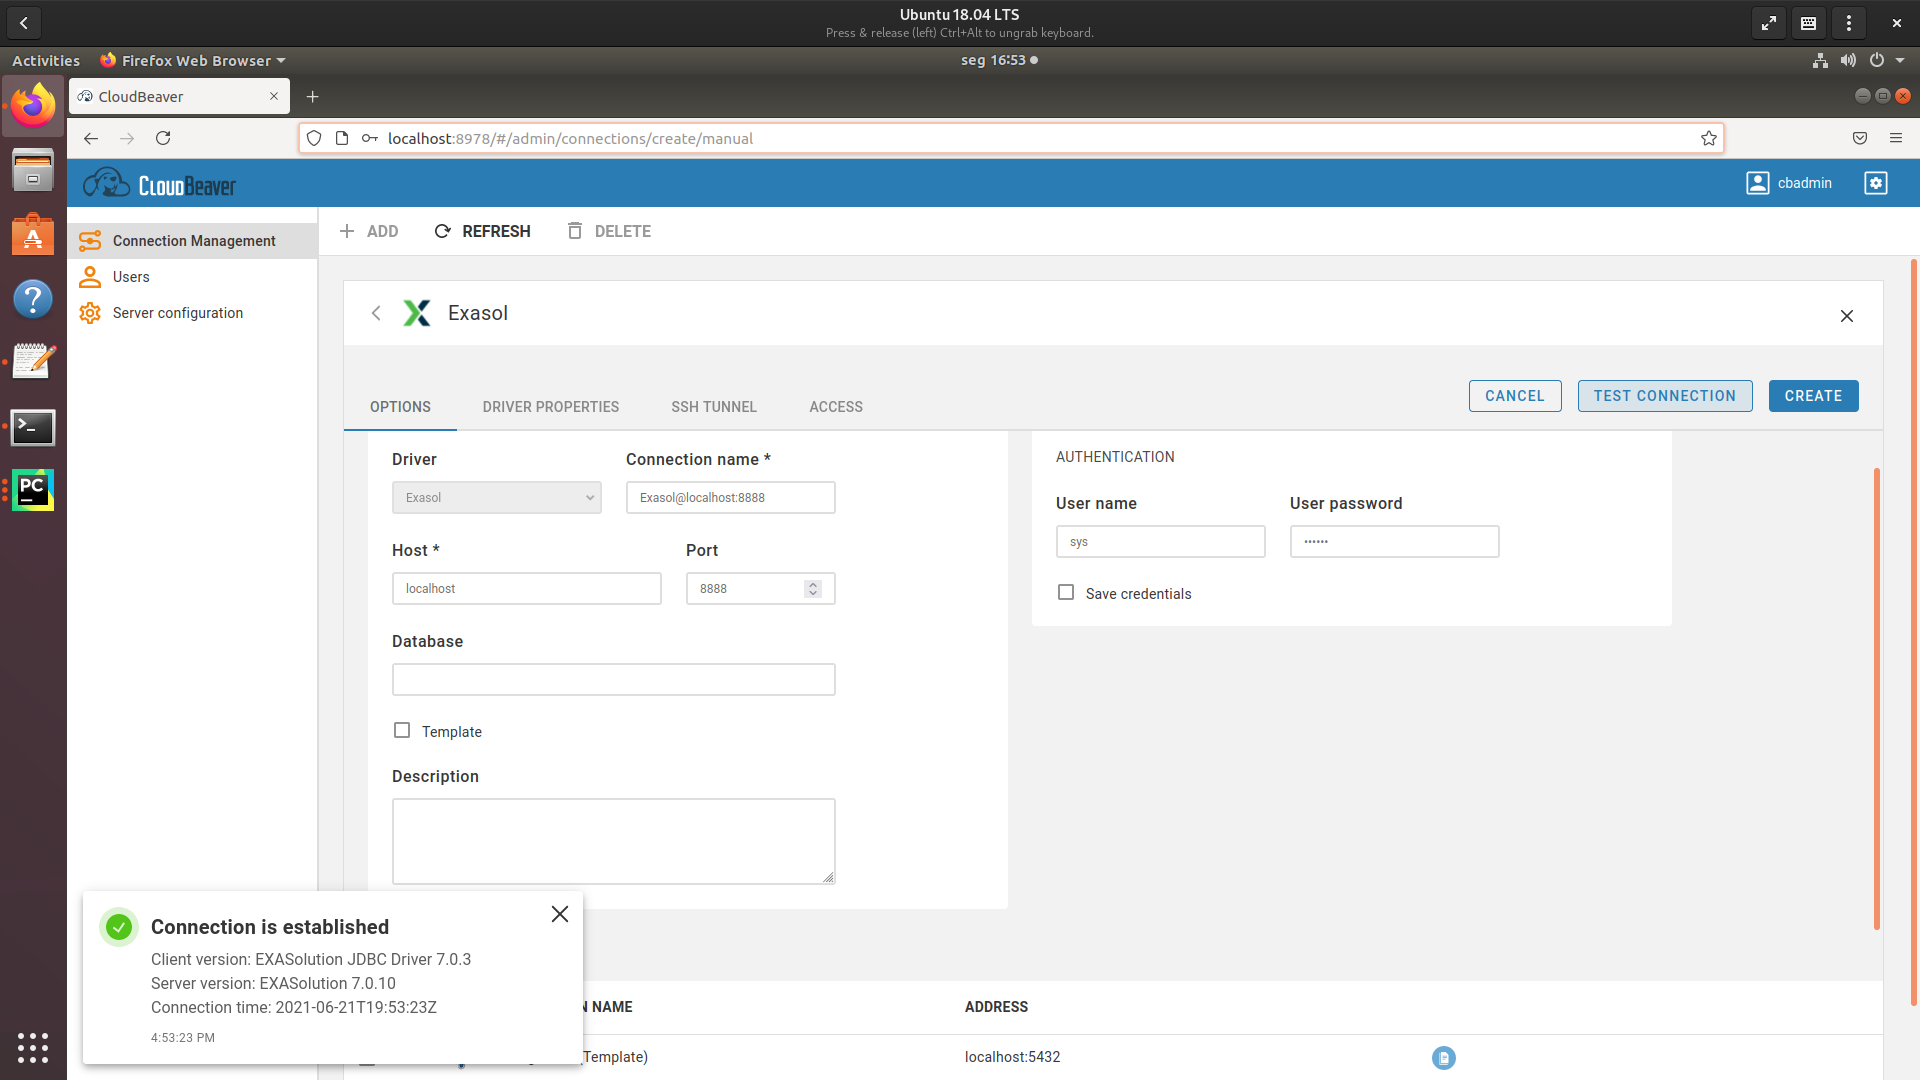 Ubuntu 18.04 LTS
Press & release (left) Ctrl+Alt to ungrab keyboard.
Activities
Firefox Web Browser
seg 16:53
CloudBeaver
localhost:8978/#/admin/connections/create/manual
CLOUDBEAVER
cbadmin
Connection Management
Users
Server configuration
ADD
REFRESH
DELETE
Exasol
OPTIONS
DRIVER PROPERTIES
SSH TUNNEL
ACCESS
CANCEL
TEST CONNECTION
CREATE
Driver
Connection name *
Exasol
Exasol@localhost:8888
Host *
Port
localhost
8888
Database
Template
Description
AUTHENTICATION
User name
User password
sys
••••••
Save credentials
Connection is established
Client version: EXASolution JDBC Driver 7.0.3
Server version: EXASolution 7.0.10
Connection time: 2021-06-21T19:53:23Z
4:53:23 PM
NAME
ADDRESS
(Template)
localhost:5432
PC